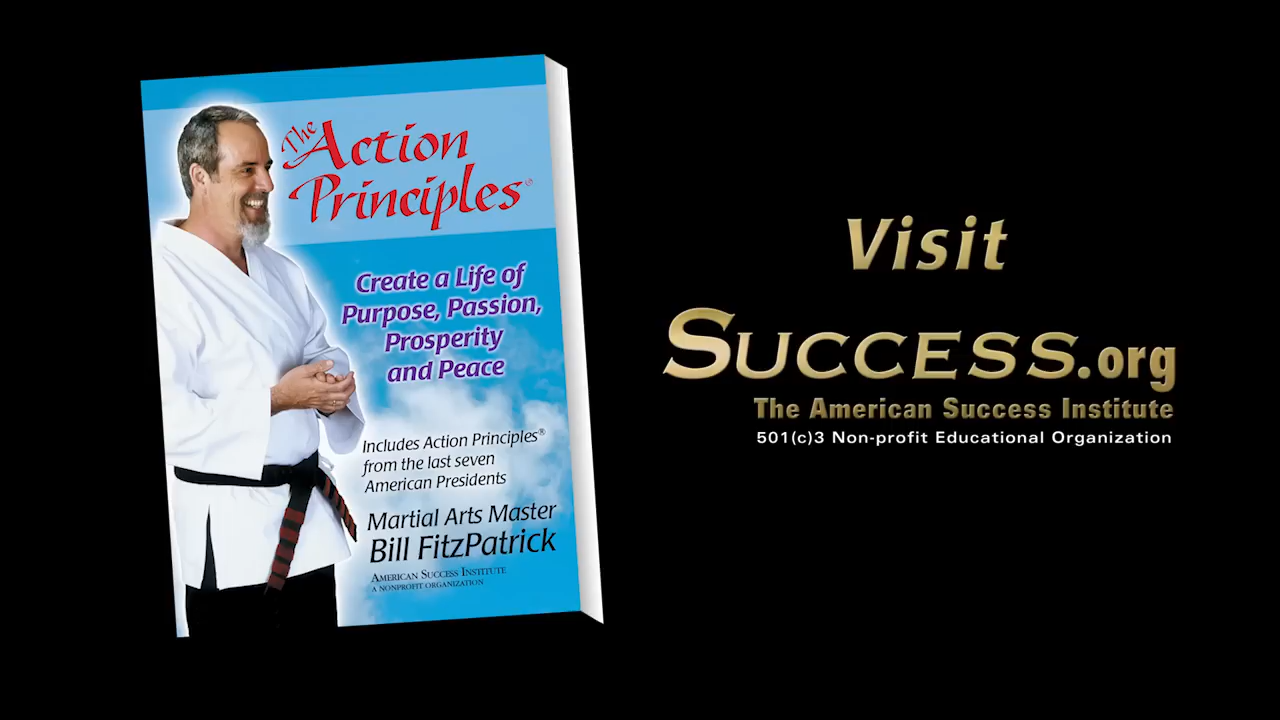 The Action
Principles®
Create a Life of
Purpose, Passion,
Prosperity
and Peace
Includes Action Principles®
from the last seven
American Presidents
Martial Arts Master
Bill FitzPatrick
American Success Institute
a nonprofit organization
Visit
Success.org
The American Success Institute
501(c)3 Non-profit Educational Organization